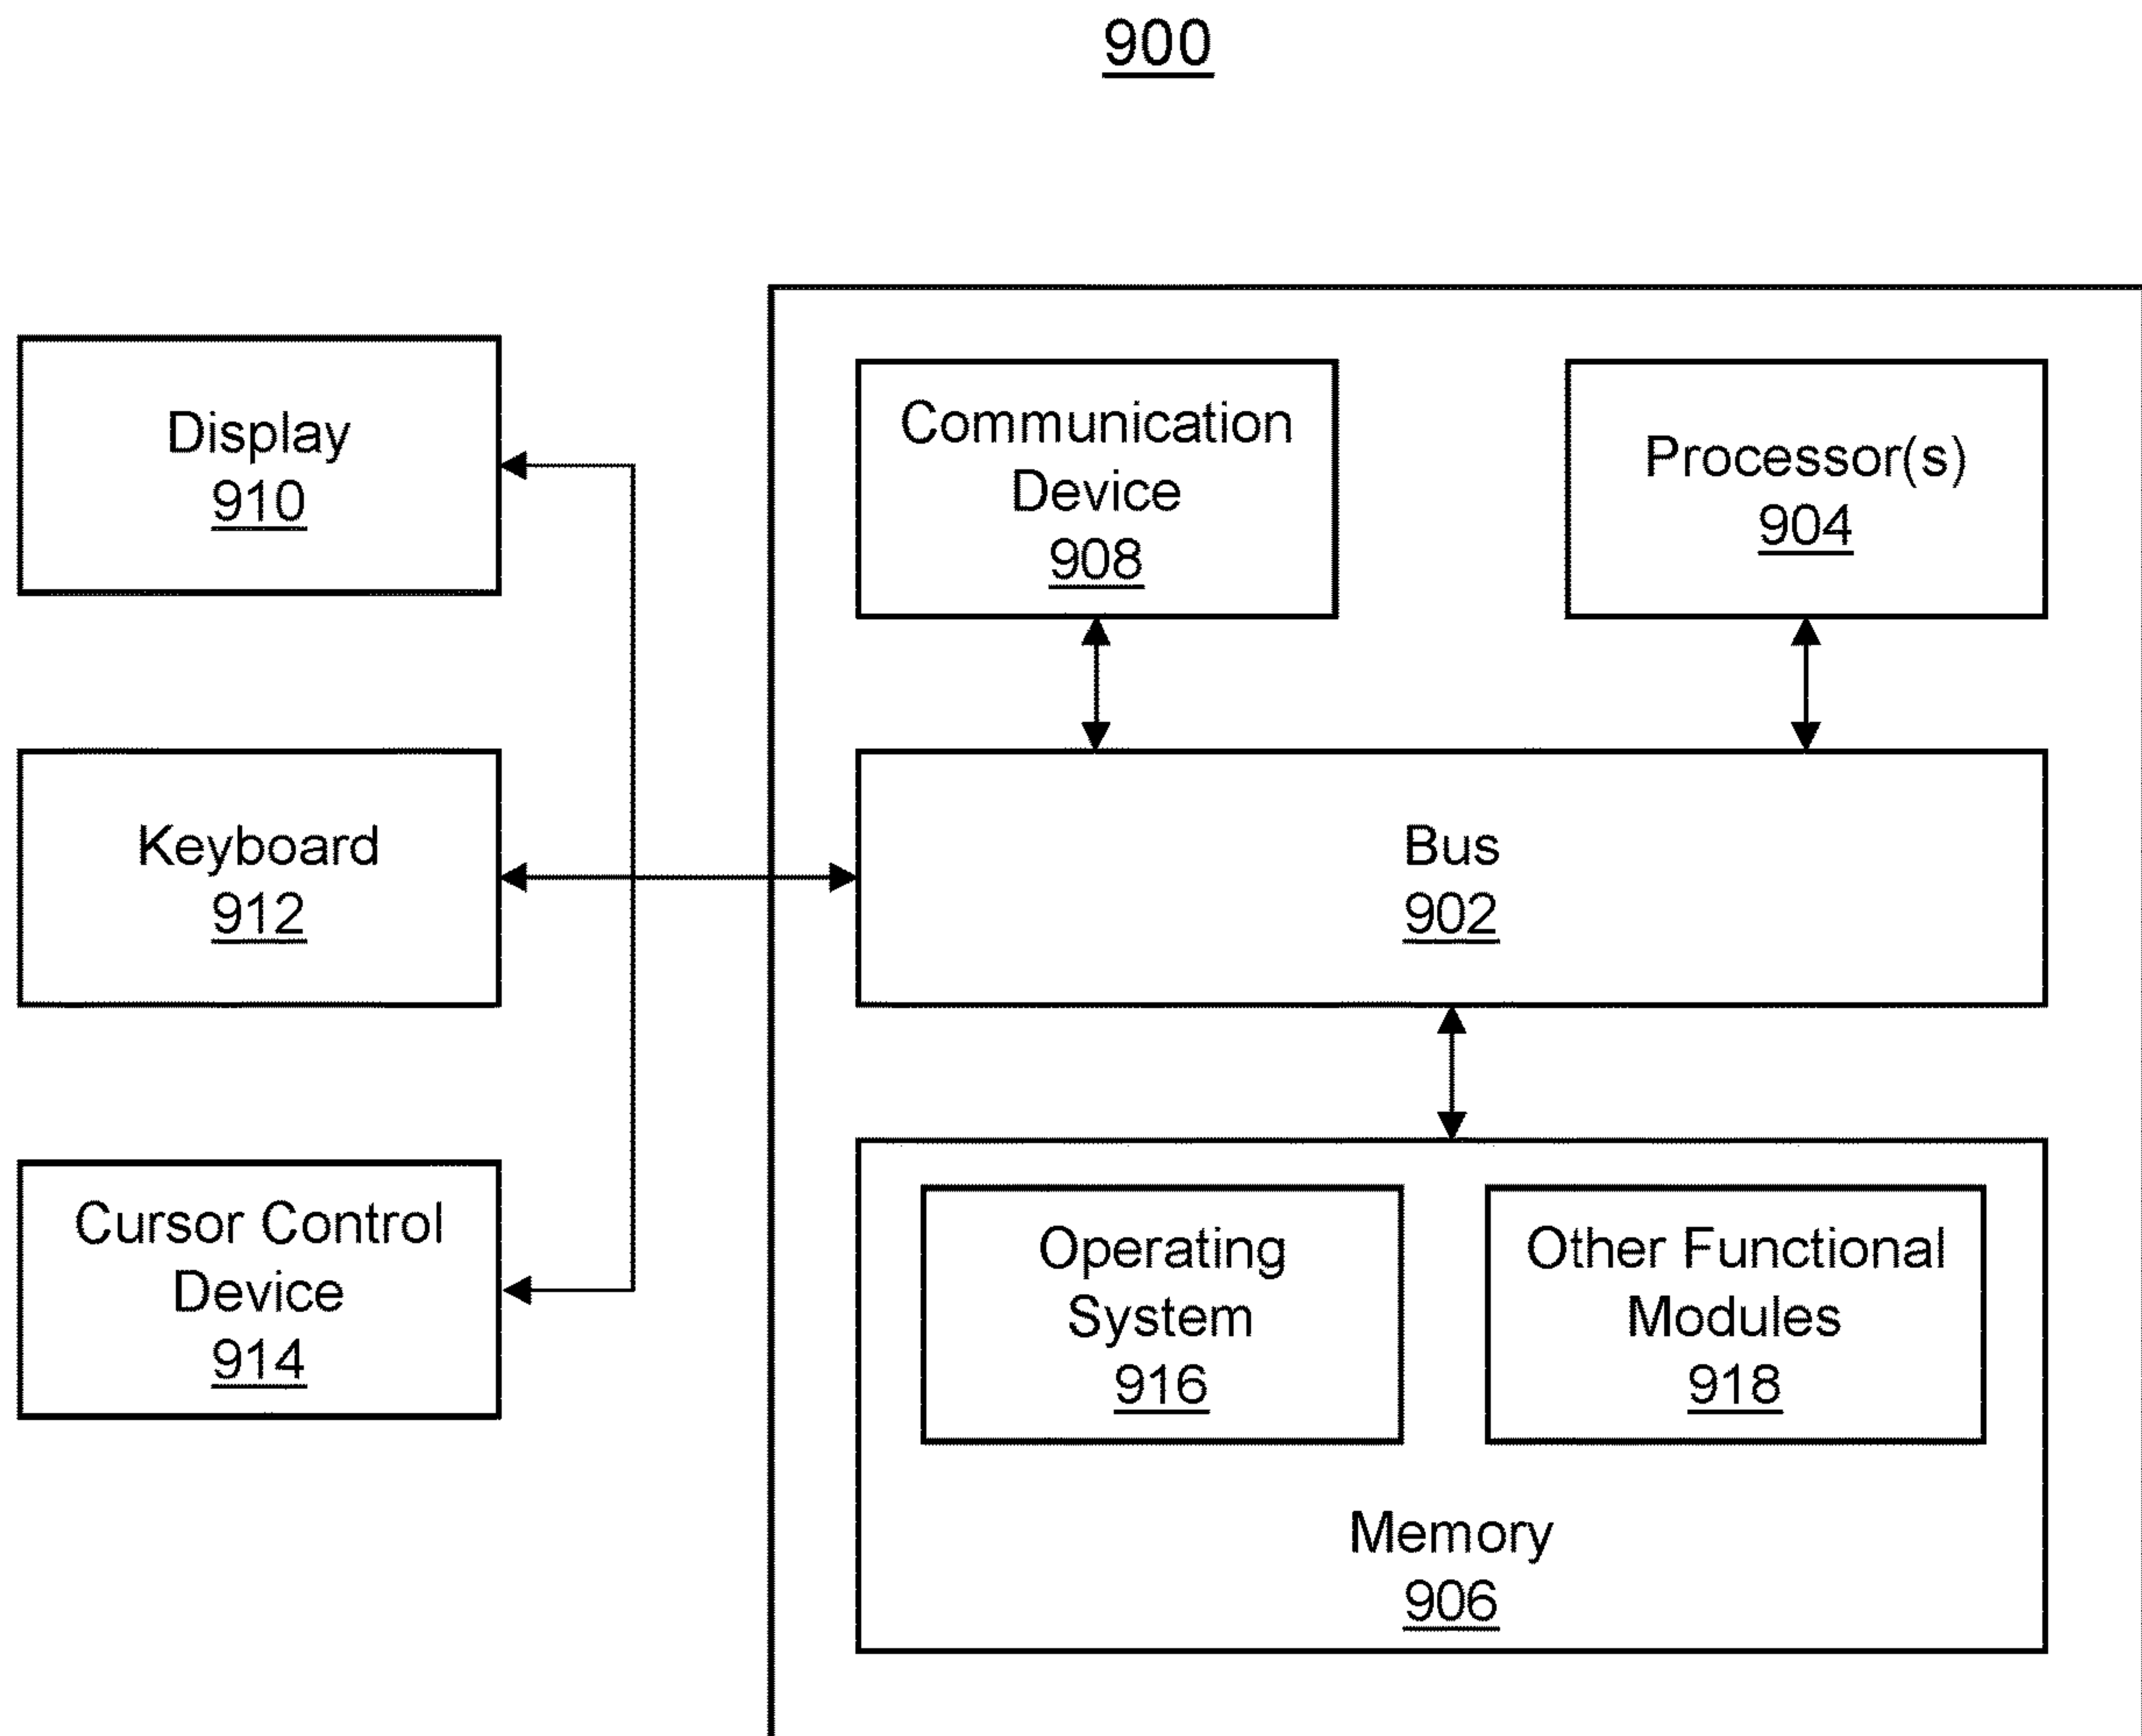 900
Display
910
Communication
Device
908
Processor(s)
904
Keyboard
912
Bus
902
Cursor Control
Device
914
Operating
System
916
Other Functional
Modules
918
Memory
906